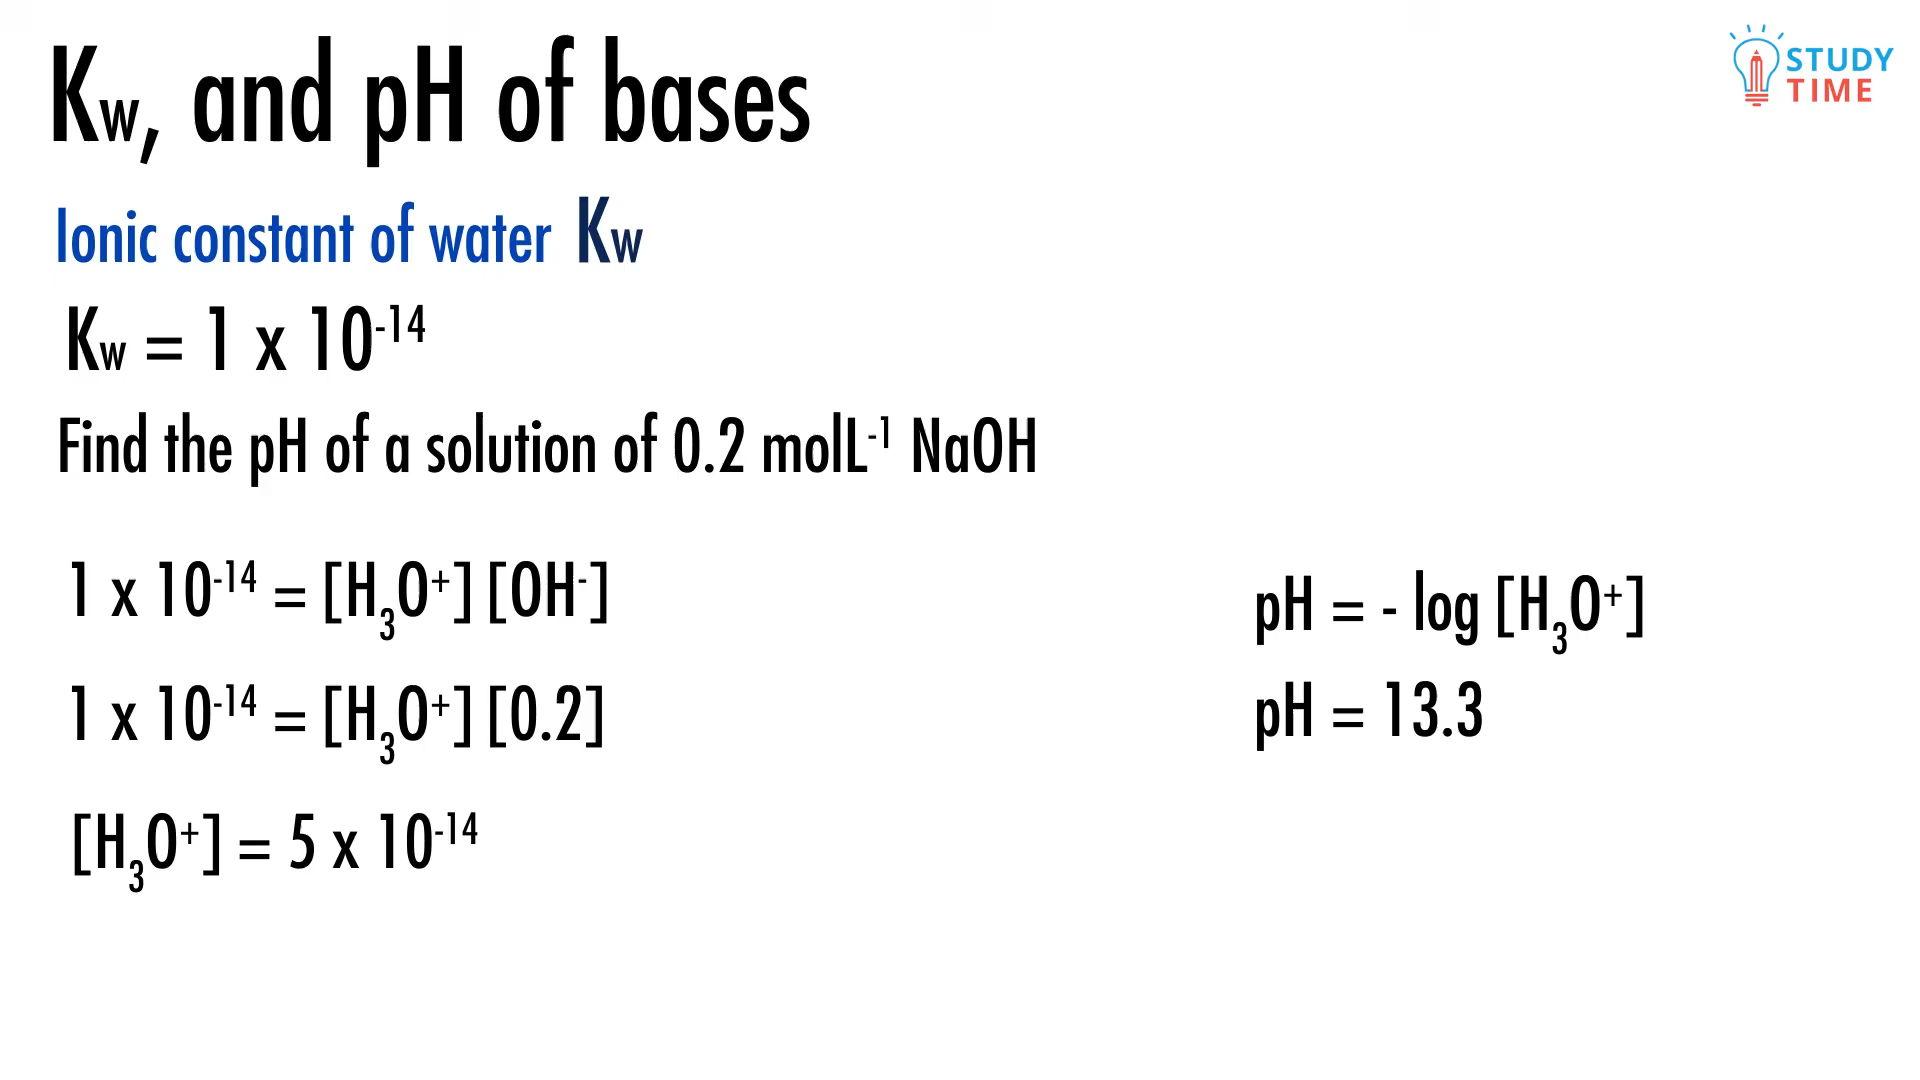 Kw, and pH of bases
STUDY
TIME
Ionic constant of water Kw
Kw = 1 x 10⁻¹⁴
Find the pH of a solution of 0.2 molL⁻¹ NaOH
1 x 10⁻¹⁴ = [H₃O⁺] [OH⁻]
1 x 10⁻¹⁴ = [H₃O⁺] [0.2]
[H₃O⁺] = 5 x 10⁻¹⁴
pH = - log [H₃O⁺]
pH = 13.3